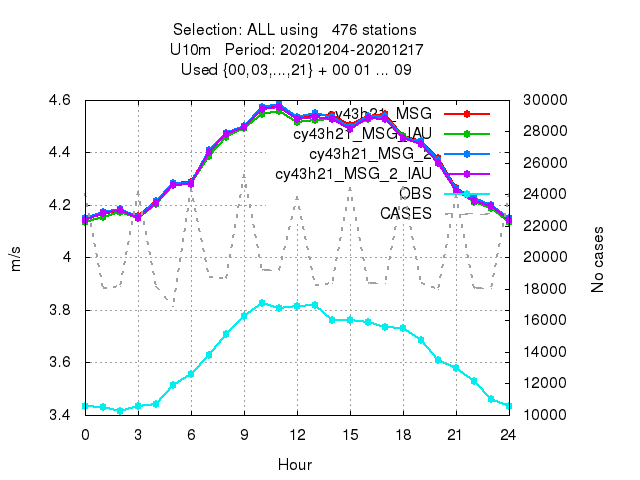 Selection: ALL using 476 stations
U10m Period: 20201204-20201217
Used {00,03,...,21} + 00 01 ... 09
4.6
4.4
4.2
4
3.8
3.6
3.4
m/s
cy43h21_MSG
cy43h21_MSG_IAU
cy43h21_MSG_2
cy43h21_MSG_2_IAU
OBS
CASES
30000
28000
26000
24000
22000
20000
18000
16000
14000
12000
10000
No cases
0 3 6 9 12 15 18 21 24
Hour